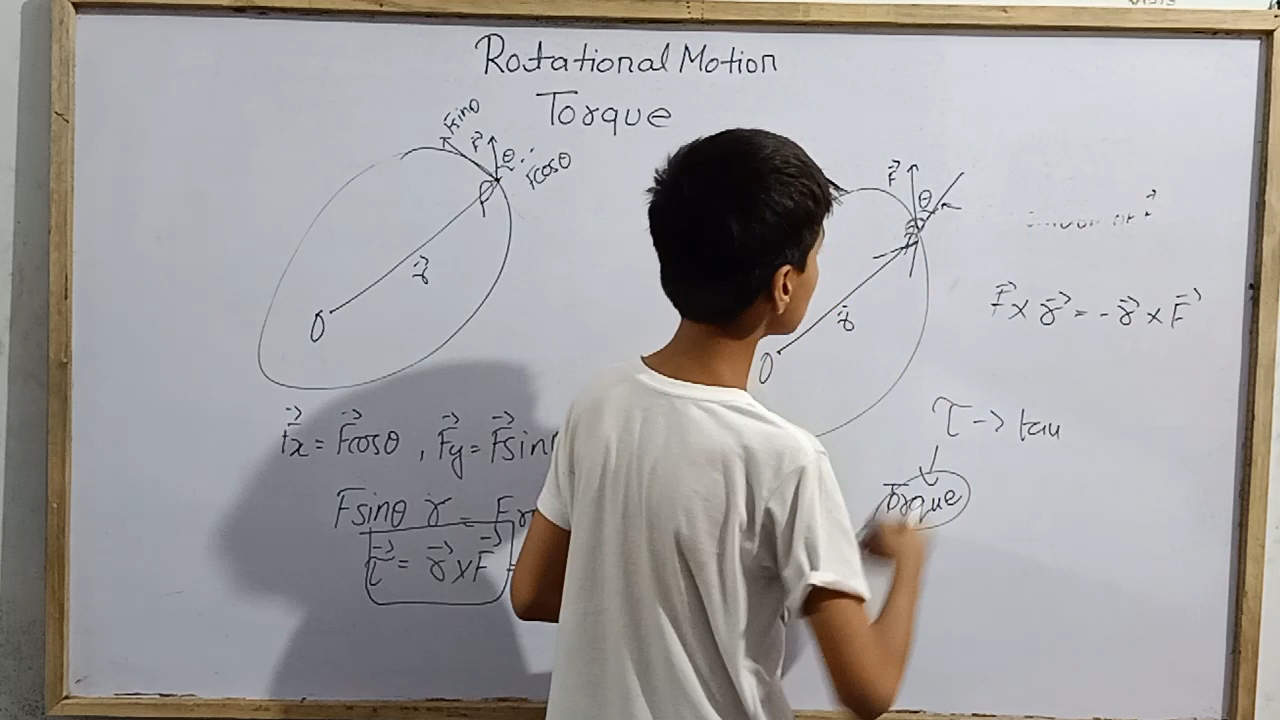 Rotational Motion
Torque
Fsinθ
F⃗
θ
Fcosθ
P
r⃗
O
F⃗x = F⃗cosθ , F⃗y = F⃗sin
Fsinθ r = Fr
τ⃗ = r⃗ × F⃗
F⃗
θ
r⃗
O
F⃗ × r⃗ = - r⃗ × F⃗
τ → tau
Torque